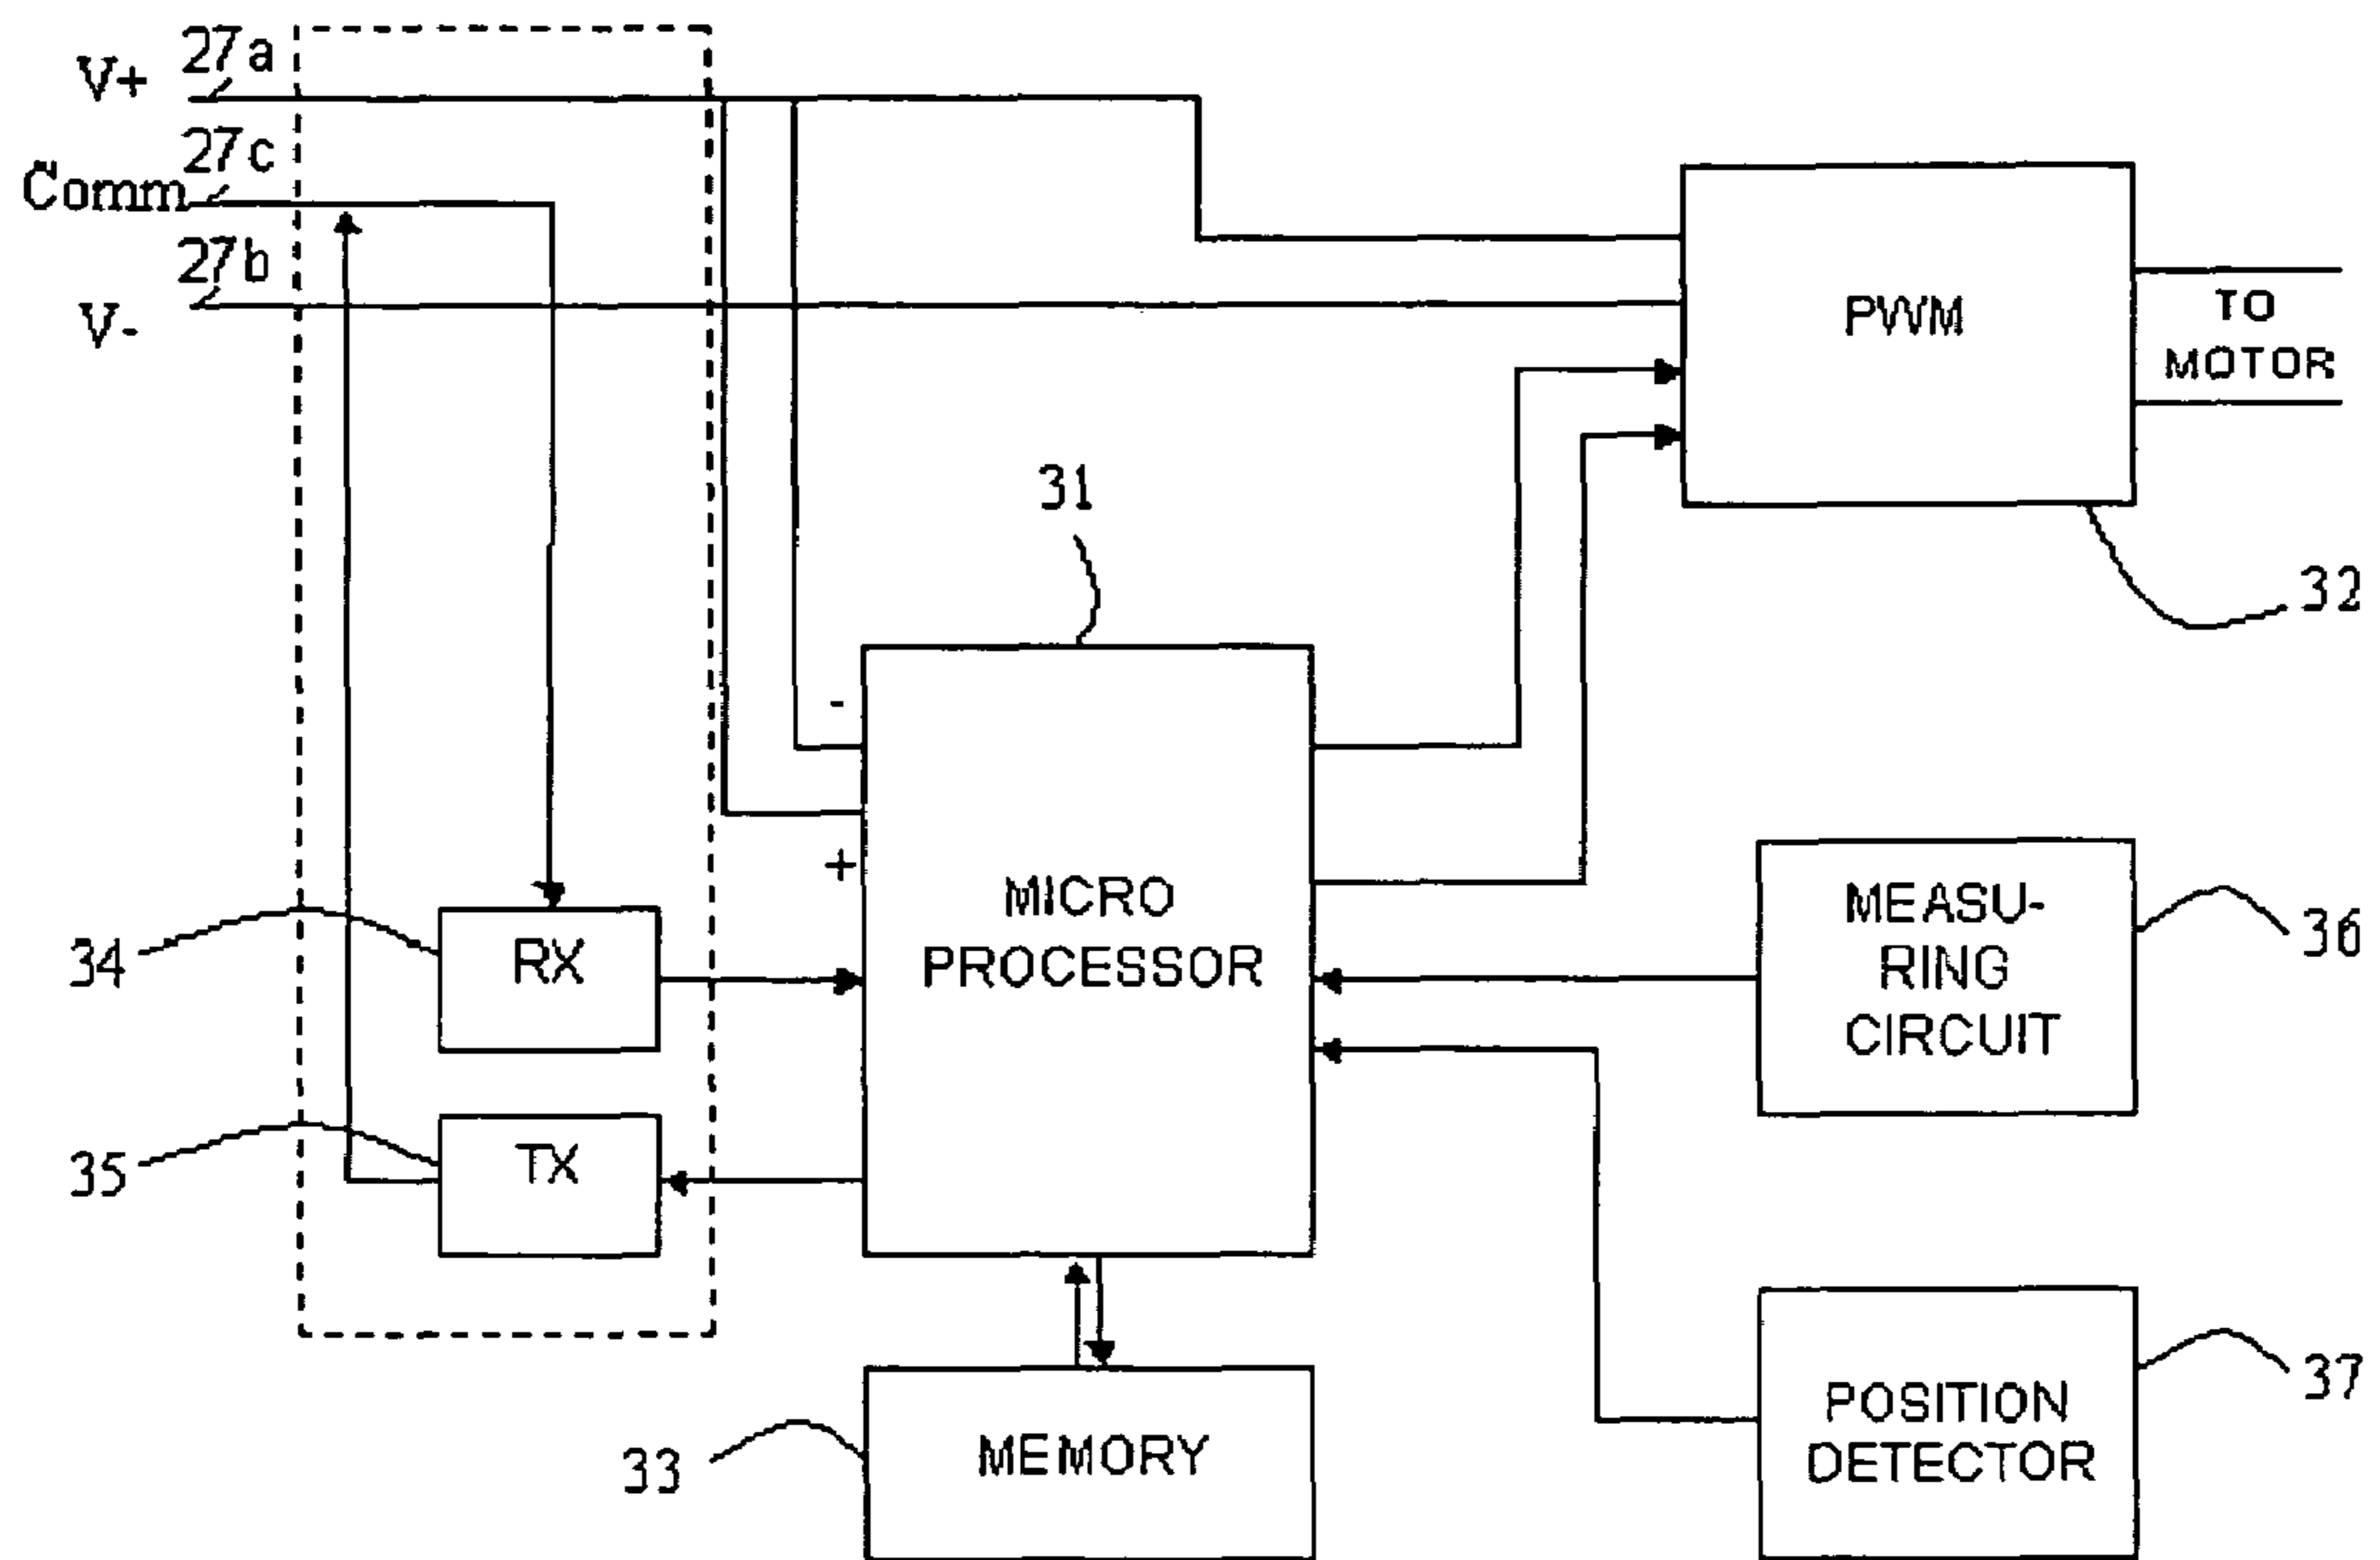 27a
V+
27c
Comm
27b
V-
PWM
TO
MOTOR
31
32
-
+
MICRO
PROCESSOR
MEASU-
RING
CIRCUIT
36
34
RX
35
TX
37
POSITION
DETECTOR
33
MEMORY